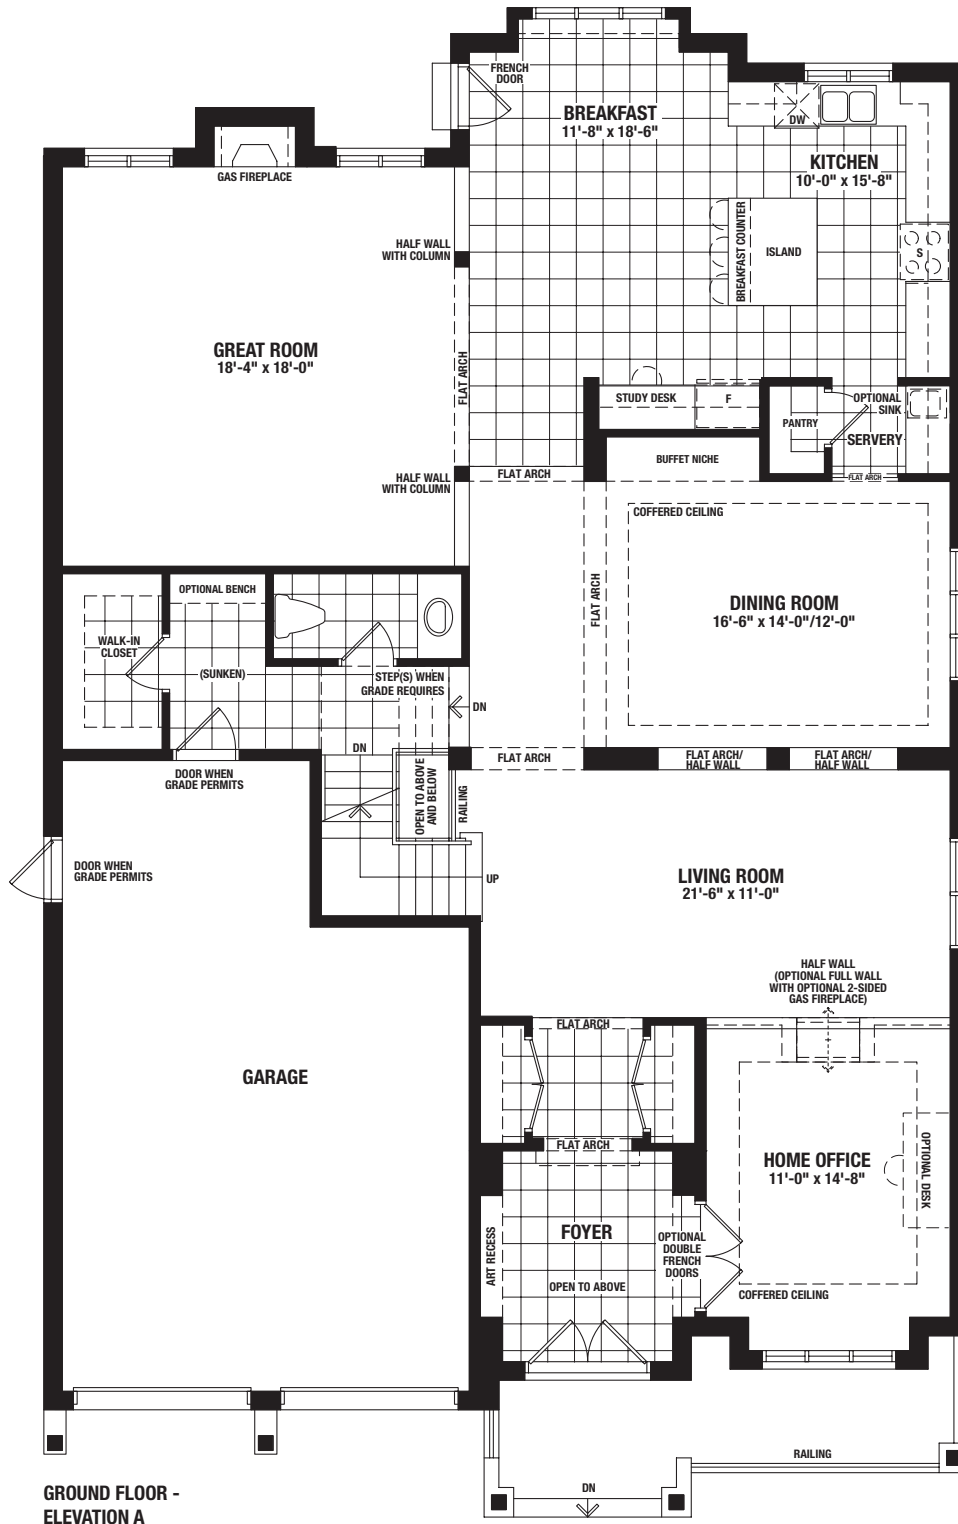 FRENCH
DOOR
BREAKFAST
11'-8" x 18'-6"
DW
KITCHEN
10'-0" x 15'-8"
GAS FIREPLACE
HALF WALL
WITH COLUMN
BREAKFAST COUNTER
ISLAND
S
GREAT ROOM
18'-4" x 18'-0"
FLAT ARCH
STUDY DESK
F
PANTRY
OPTIONAL
SINK
SERVERY
BUFFET NICHE
HALF WALL
WITH COLUMN
FLAT ARCH
FLAT ARCH
COFFERED CEILING
OPTIONAL BENCH
FLAT ARCH
DINING ROOM
16'-6" x 14'-0"/12'-0"
WALK-IN
CLOSET
(SUNKEN)
STEP(S) WHEN
GRADE REQUIRES
DN
DN
FLAT ARCH
FLAT ARCH/
HALF WALL
FLAT ARCH/
HALF WALL
DOOR WHEN
GRADE PERMITS
OPEN TO ABOVE
AND BELOW
RAILING
DOOR WHEN
GRADE PERMITS
UP
LIVING ROOM
21'-6" x 11'-0"
HALF WALL
(OPTIONAL FULL WALL
WITH OPTIONAL 2-SIDED
GAS FIREPLACE)
FLAT ARCH
GARAGE
FLAT ARCH
HOME OFFICE
11'-0" x 14'-8"
OPTIONAL DESK
ART RECESS
FOYER
OPTIONAL
DOUBLE
FRENCH
DOORS
OPEN TO ABOVE
COFFERED CEILING
RAILING
DN
GROUND FLOOR -
ELEVATION A